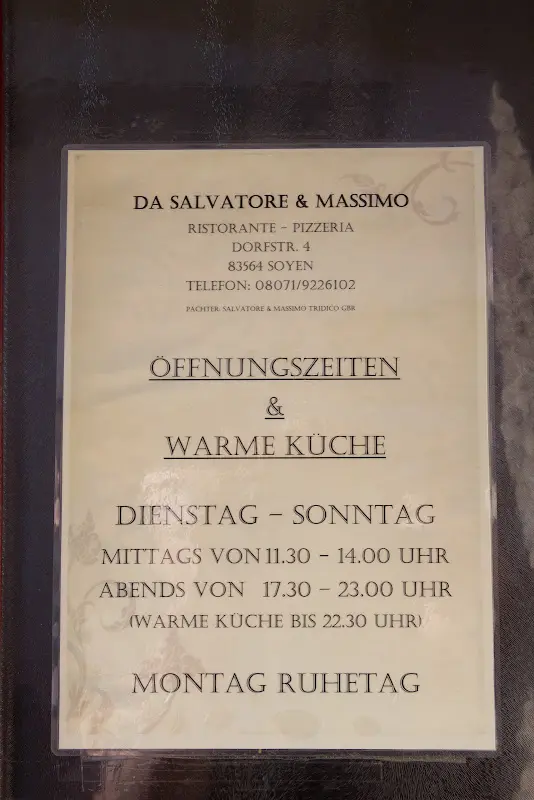 DA SALVATORE & MASSIMO
RISTORANTE – PIZZERIA
DORFSTR. 4
83564 SOYEN
TELEFON: 08071/9226102
PÄCHTER: SALVATORE & MASSIMO TRIDICO GBR
ÖFFNUNGSZEITEN
&
WARME KÜCHE
DIENSTAG – SONNTAG
MITTAGS VON 11.30 – 14.00 UHR
ABENDS VON 17.30 – 23.00 UHR
(WARME KÜCHE BIS 22.30 UHR)
MONTAG RUHETAG